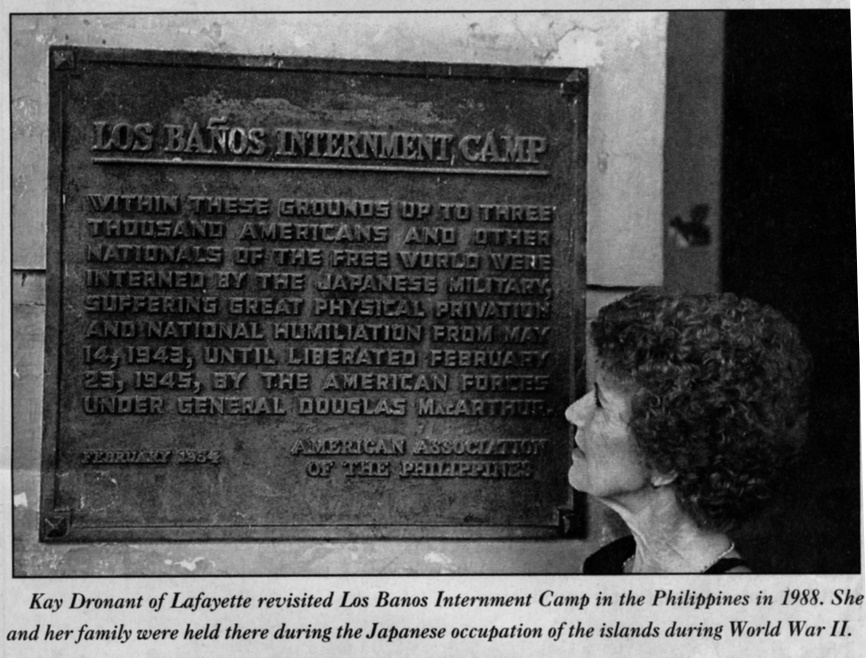 LOS BAÑOS INTERNMENT CAMP
WITHIN THESE GROUNDS UP TO THREE
THOUSAND AMERICANS AND OTHER
NATIONALS OF THE FREE WORLD WERE
INTERNED BY THE JAPANESE MILITARY,
SUFFERING GREAT PHYSICAL PRIVATION
AND NATIONAL HUMILIATION FROM MAY
14, 1943, UNTIL LIBERATED FEBRUARY
23, 1945, BY THE AMERICAN FORCES
UNDER GENERAL DOUGLAS MACARTHUR.
FEBRUARY 1954
AMERICAN ASSOCIATION
OF THE PHILIPPINES
Kay Dronant of Lafayette revisited Los Banos Internment Camp in the Philippines in 1988. She
and her family were held there during the Japanese occupation of the islands during World War II.